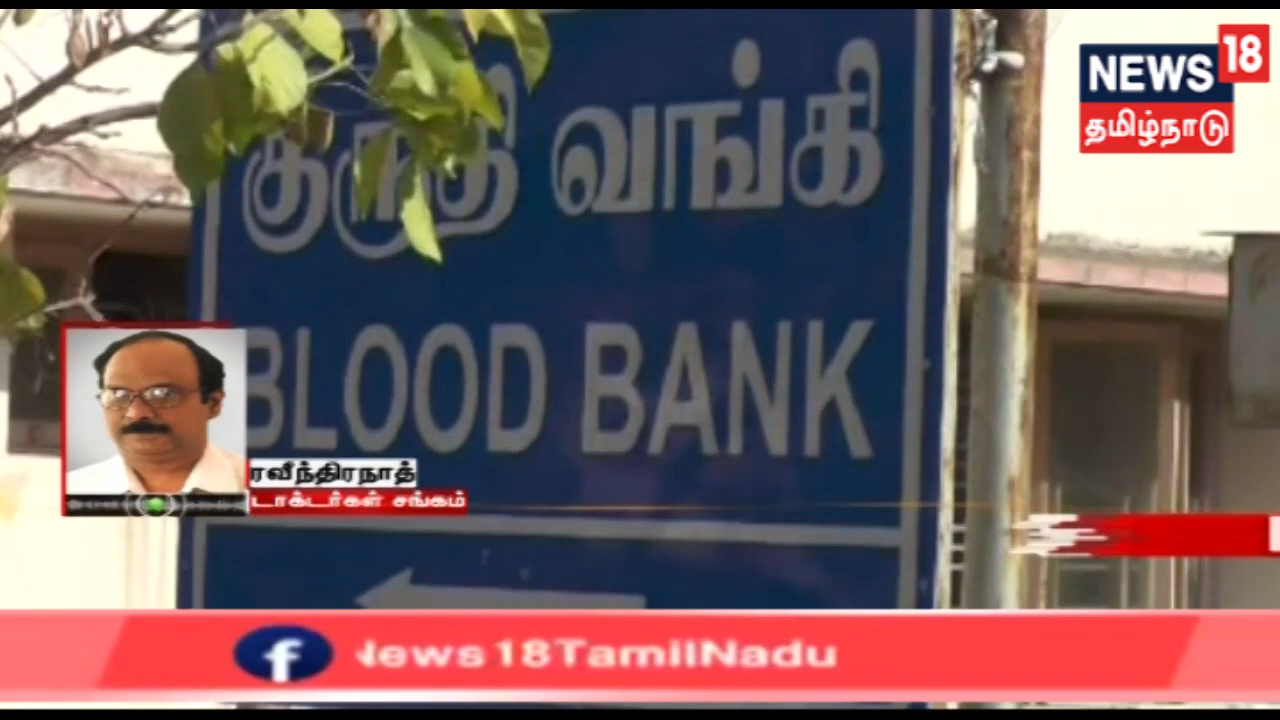 குருதி வங்கி
BLOOD BANK
NEWS 18
தமிழ்நாடு
ரவீந்திரநாத்
டாக்டர்கள் சங்கம்
News18TamilNadu